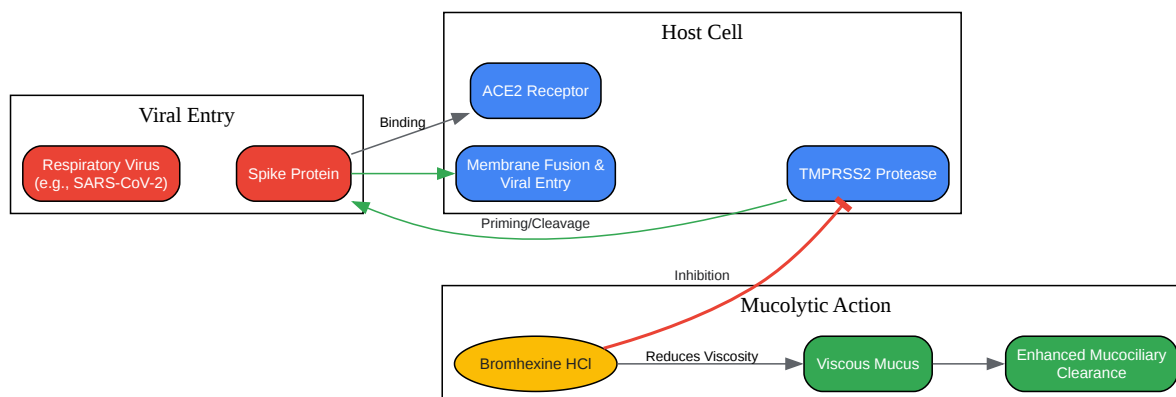 Host Cell
ACE2 Receptor
Viral Entry
Binding
Respiratory Virus
(e.g., SARS-CoV-2)
Spike Protein
Membrane Fusion &
Viral Entry
TMPRSS2 Protease
Priming/Cleavage
Inhibition
Mucolytic Action
Bromhexine HCl
Reduces Viscosity
Viscous Mucus
Enhanced Mucociliary
Clearance